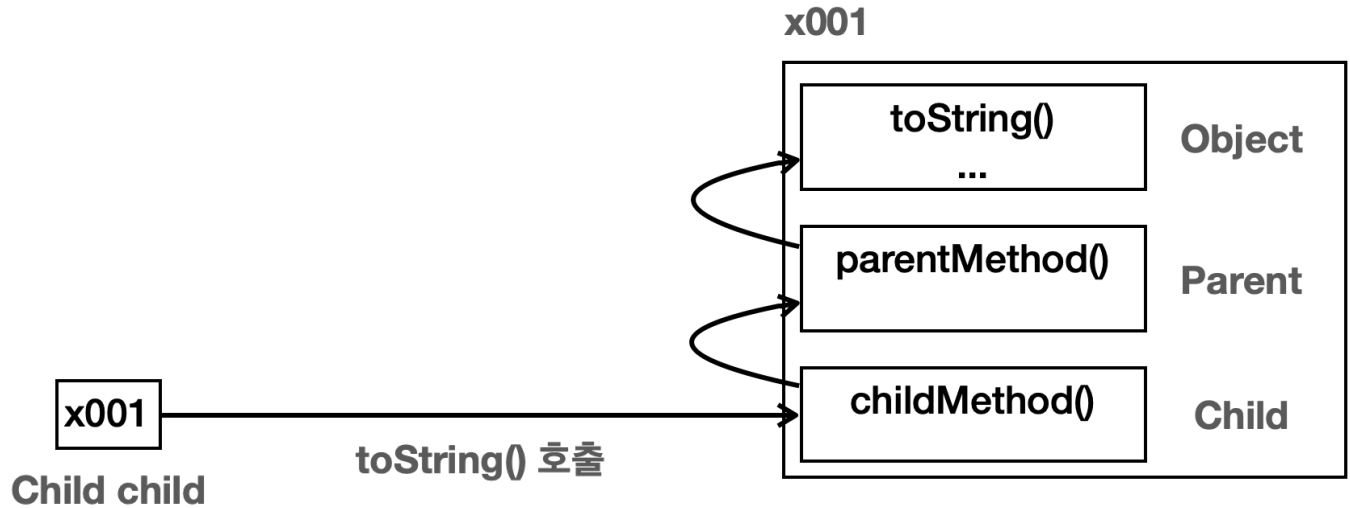 x001
toString()
...
Object
parentMethod()
Parent
childMethod()
Child
x001
toString() 호출
Child child